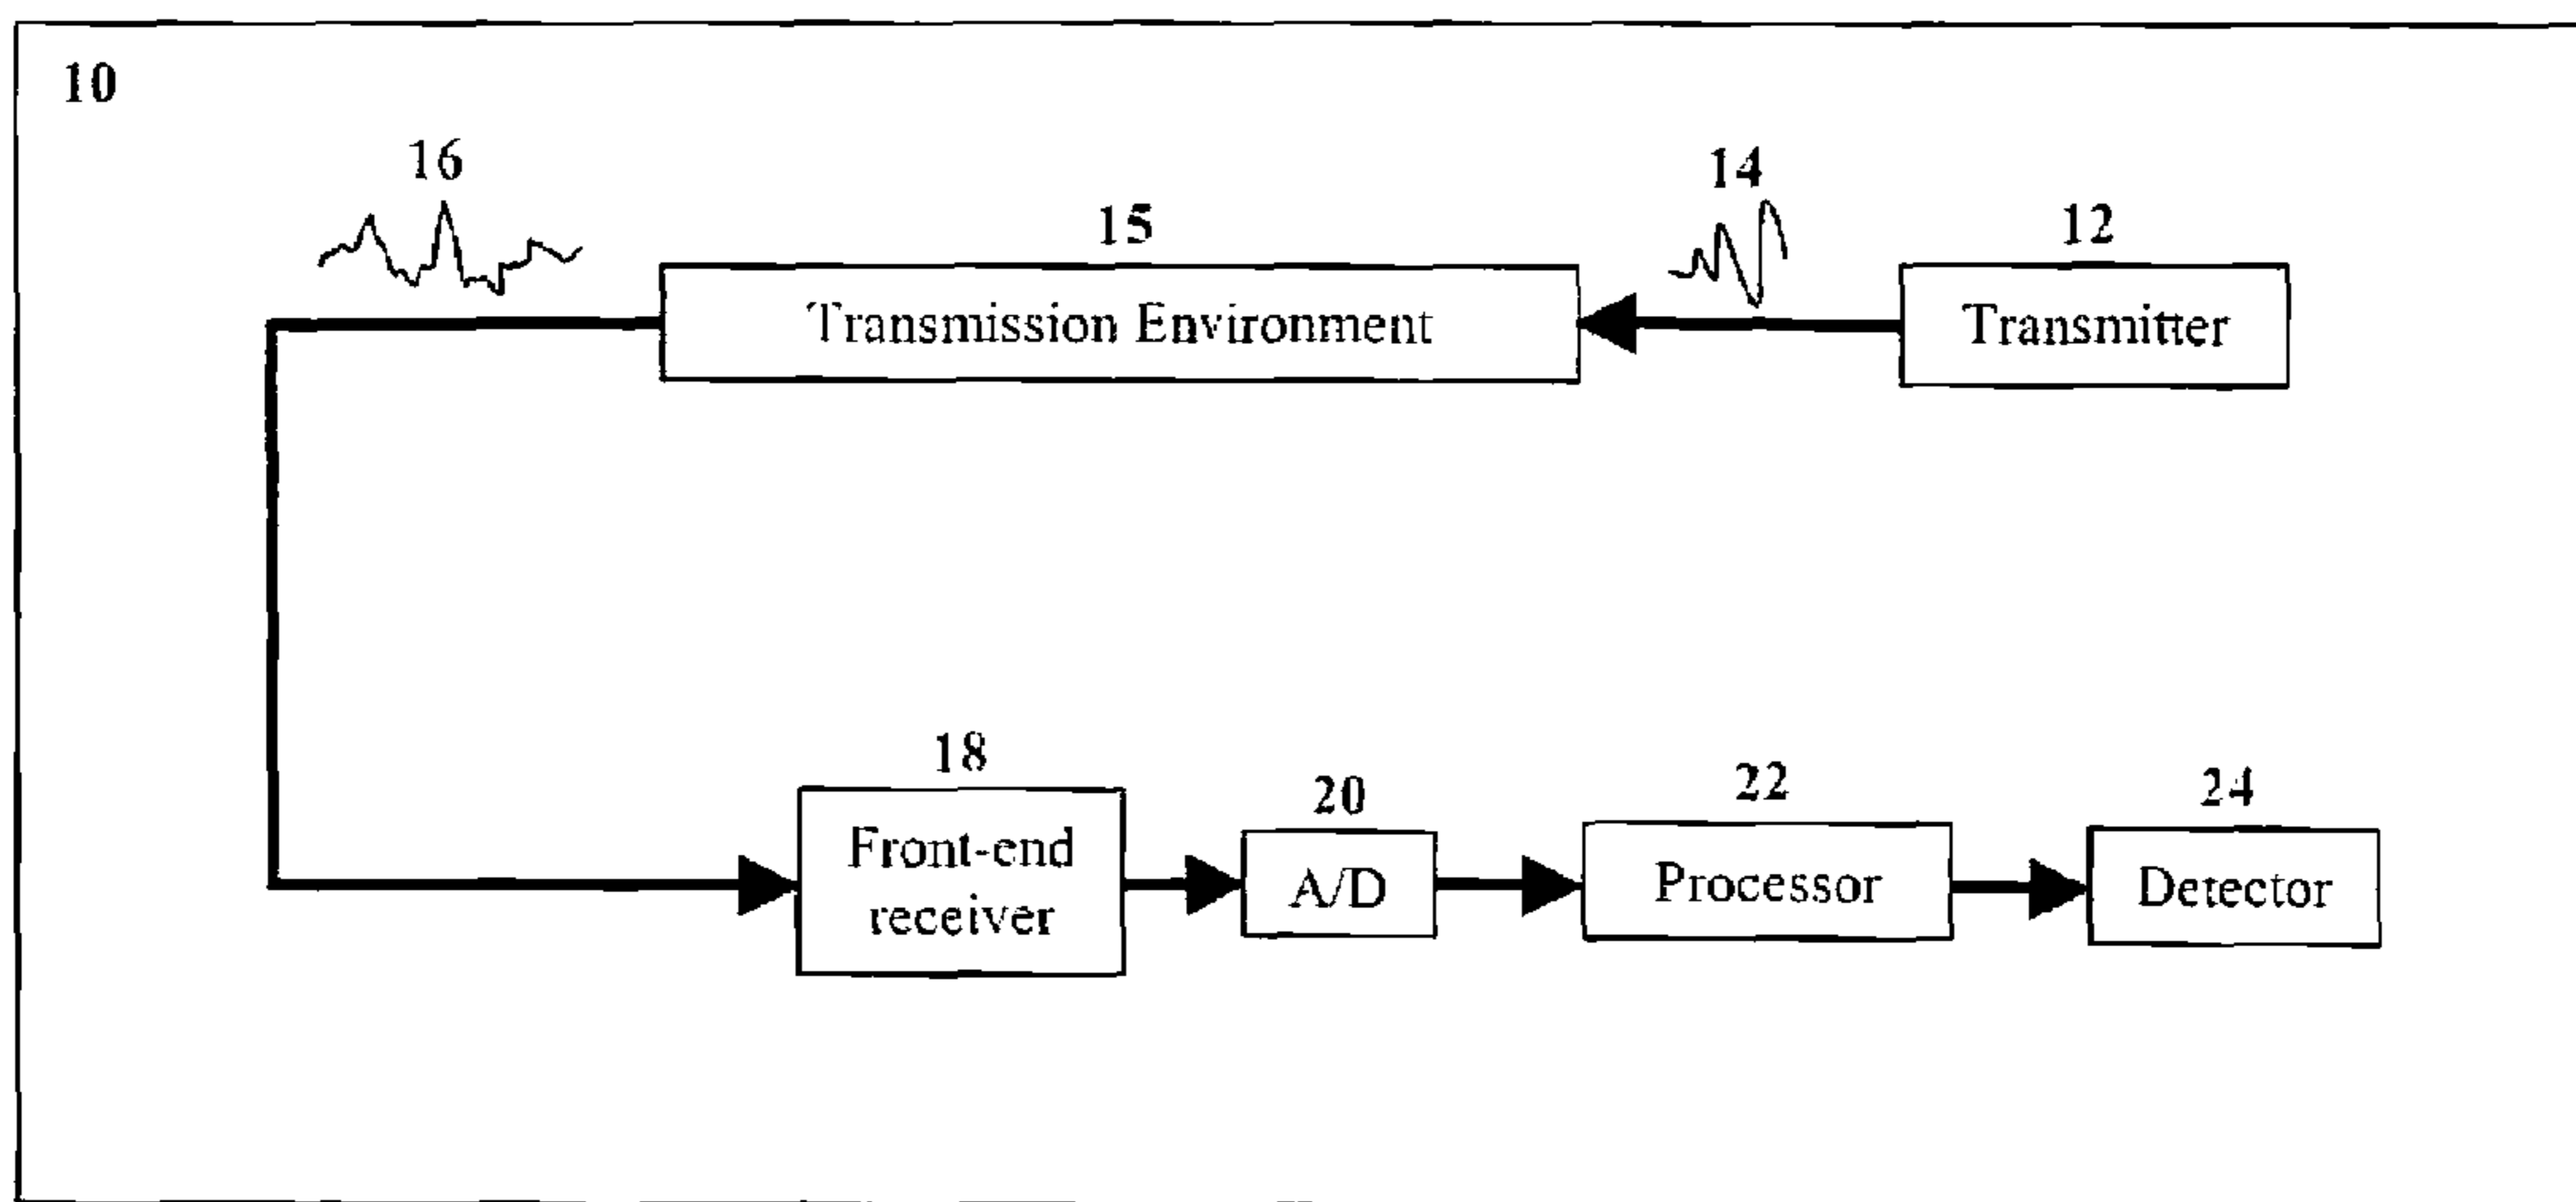 10
16
14
15
12
Transmission Environment
Transmitter
18
20
22
24
Front-end
receiver
A/D
Processor
Detector